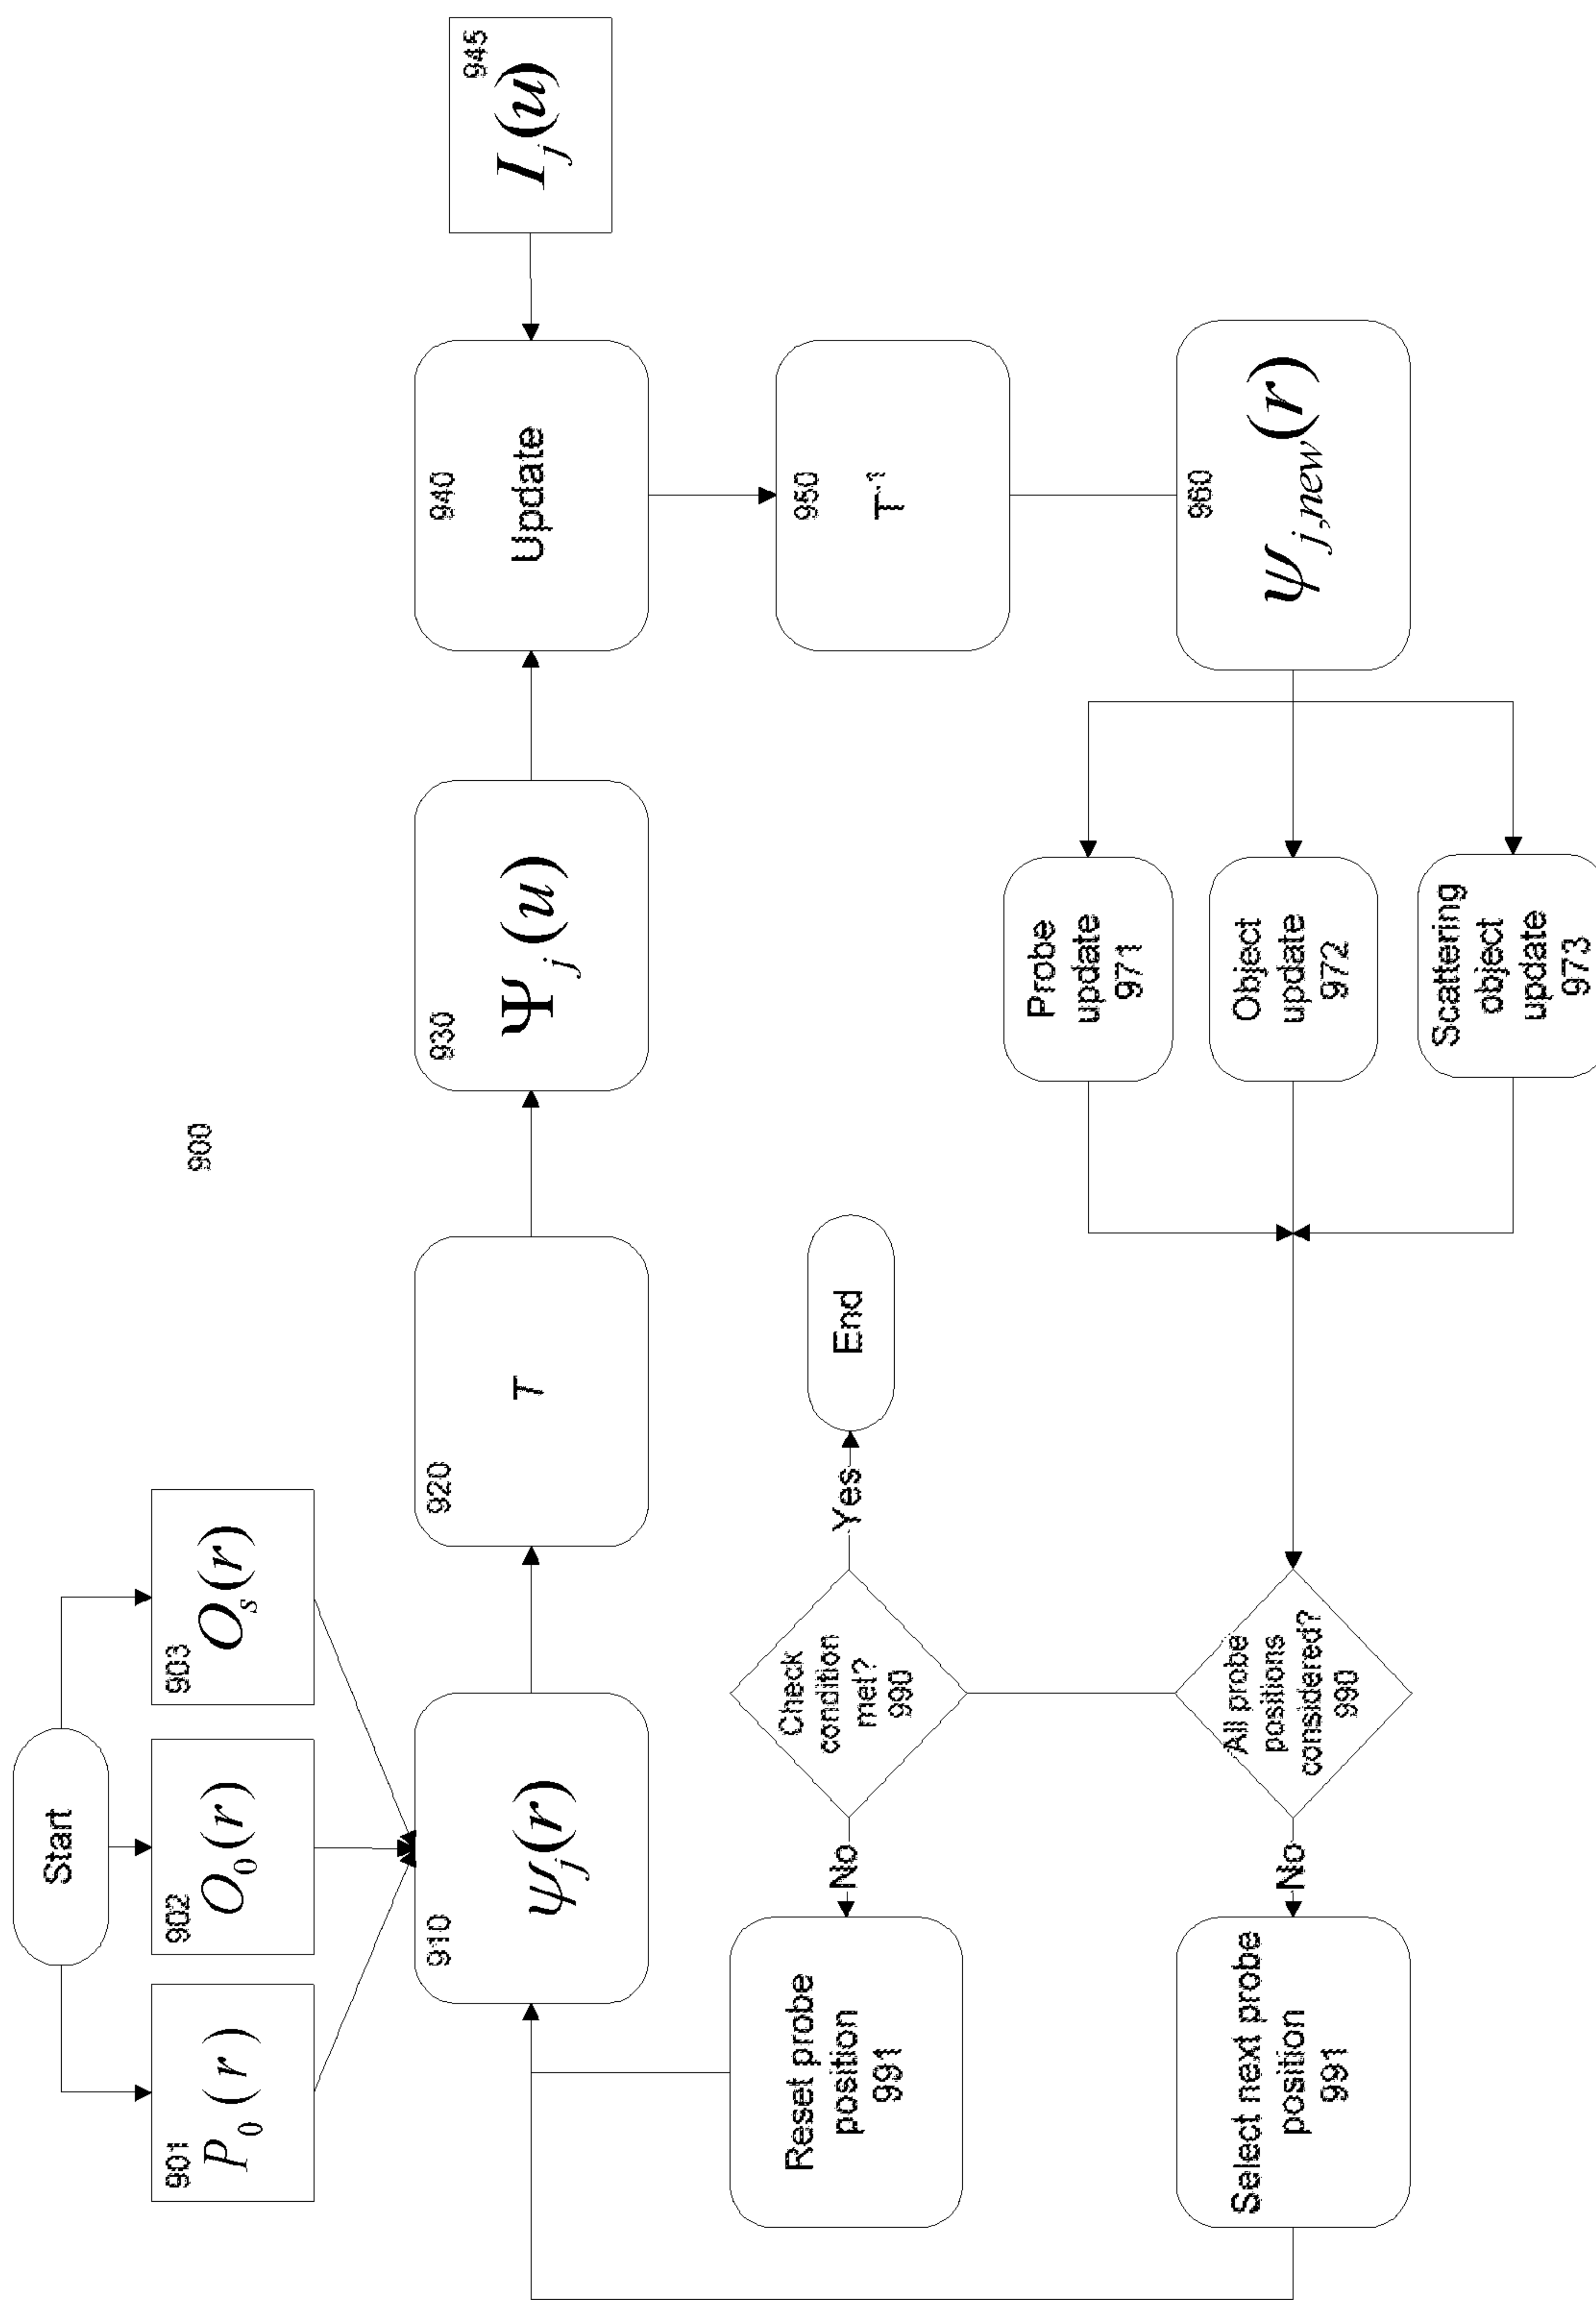 900
Start
901
P₀(r)
902
O₀(r)
903
Oₛ(r)
910
ψⱼ(r)
920
T
930
Ψⱼ(u)
940
Update
945
Iⱼ(u)
950
T⁻¹
960
ψ_{j,new}(r)
Probe
update
971
Object
update
972
Scattering
object
update
973
All probe
positions
considered?
990
No
Select next probe
position
991
Check
condition
met?
990
No
Reset probe
position
991
Yes
End